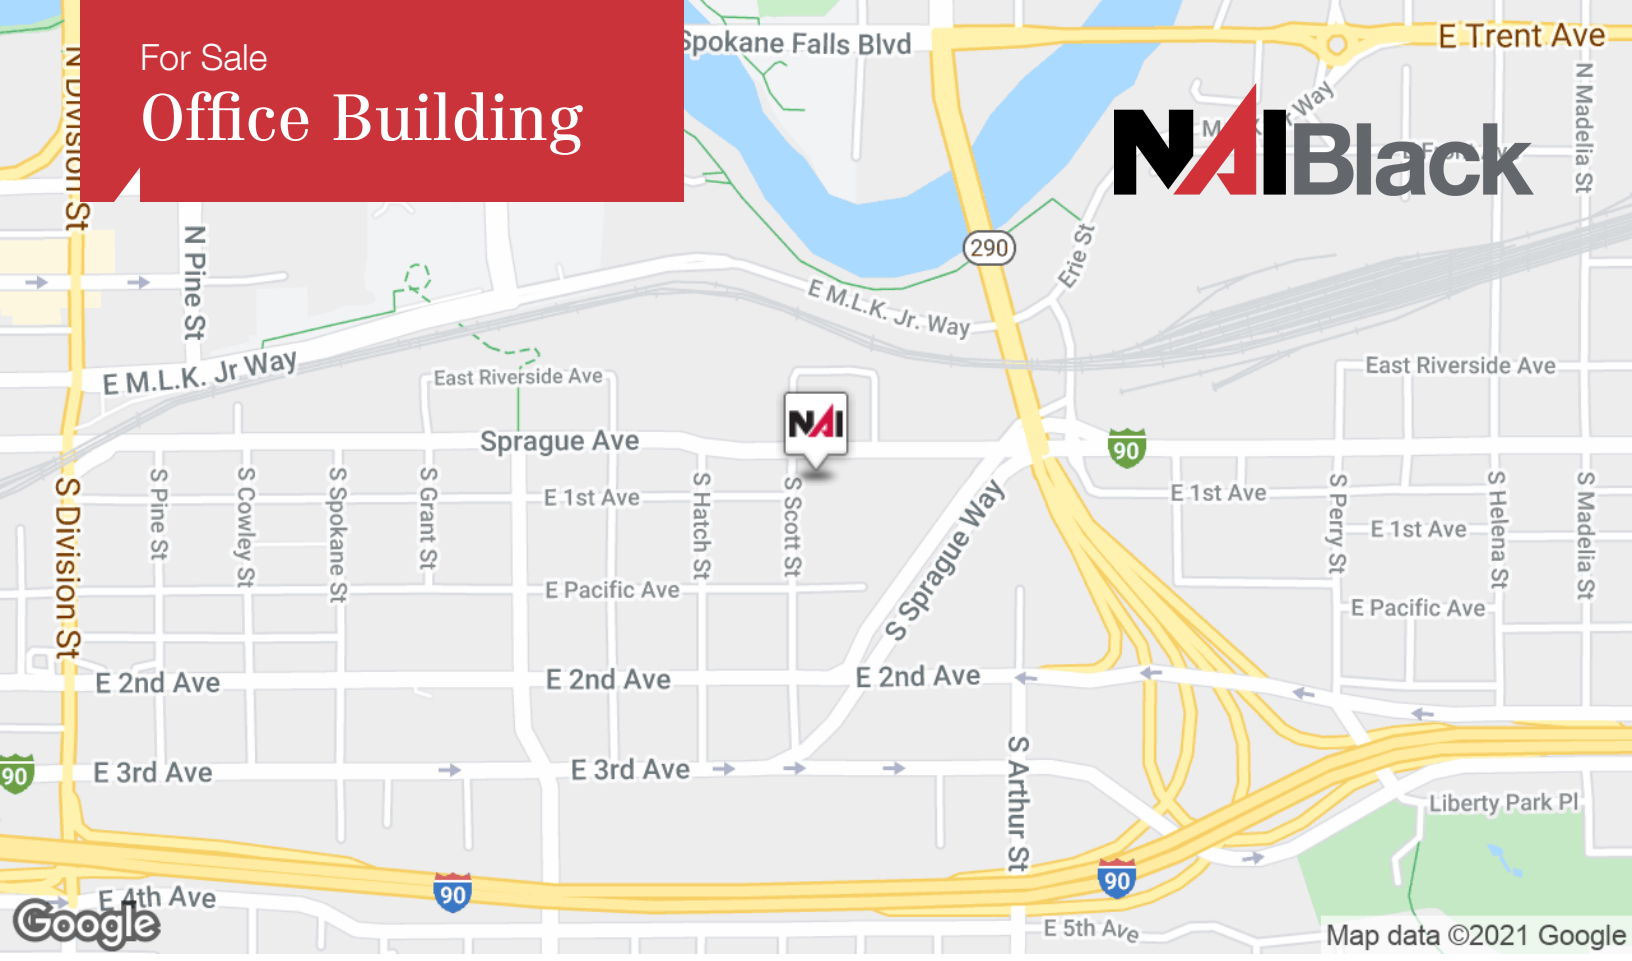 For Sale
Office Building
NAIBlack
Spokane Falls Blvd
E Trent Ave
N Division St
N Madelia St
290
Erie St
N Pine St
E M.L.K. Jr. Way
E M.L.K. Jr Way
East Riverside Ave
East Riverside Ave
NAI
Sprague Ave
90
S Division St
S Pine St
S Cowley St
S Spokane St
S Grant St
E 1st Ave
S Hatch St
S Scott St
S Sprague Way
E 1st Ave
S Perry St
E 1st Ave
S Helena St
S Madelia St
E Pacific Ave
E Pacific Ave
E 2nd Ave
E 2nd Ave
E 2nd Ave
90
E 3rd Ave
E 3rd Ave
S Arthur St
Liberty Park Pl
90
90
E 4th Ave
Google
E 5th Ave
Map data ©2021 Google